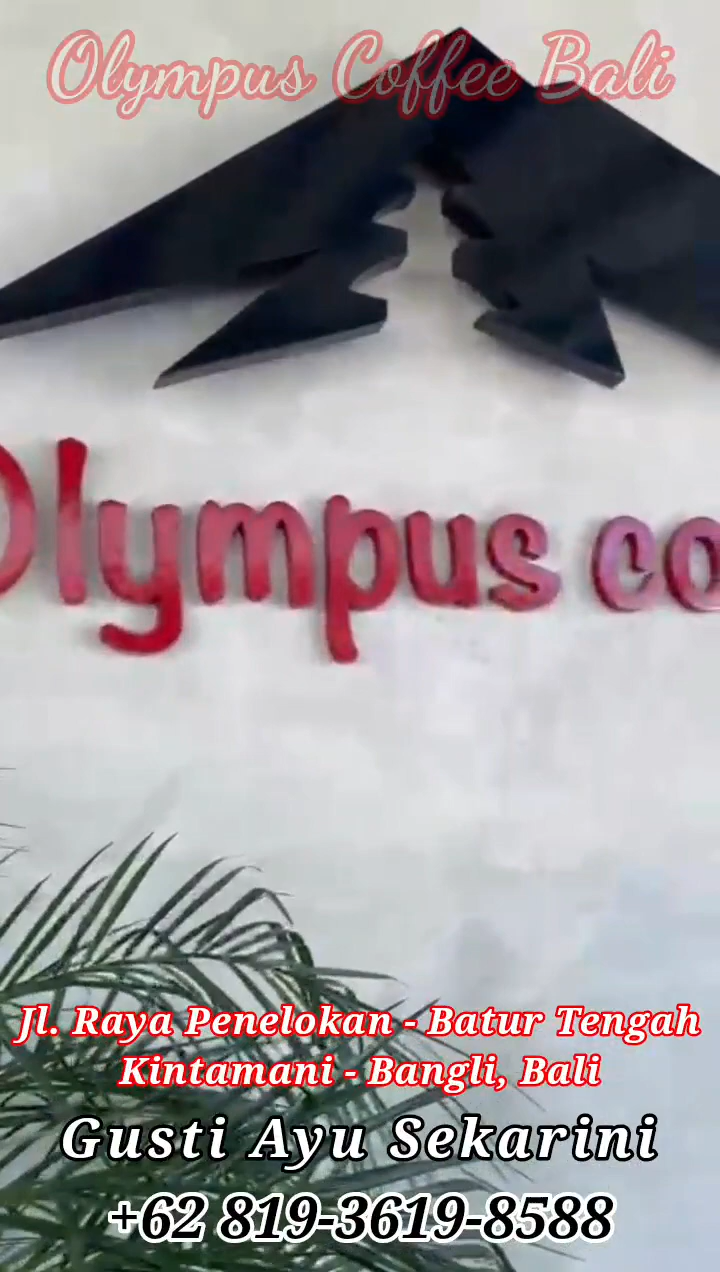 Olympus Coffee Bali
Olympus co
Jl. Raya Penelokan - Batur Tengah
Kintamani - Bangli, Bali
Gusti Ayu Sekarini
+62 819-3619-8588